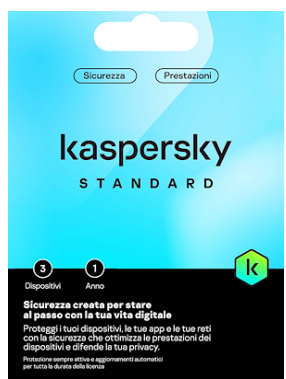 Sicurezza Prestazioni
kaspersky
STANDARD
3 1
Dispositivi Anno
k
Sicurezza creata per stare
al passo con la tua vita digitale
Proteggi i tuoi dispositivi, le tue app e le tue reti
con la sicurezza che ottimizza le prestazioni dei
dispositivi e difende la tua privacy.
Protezione sempre attiva e aggiornamenti automatici
per tutta la durata della licenza